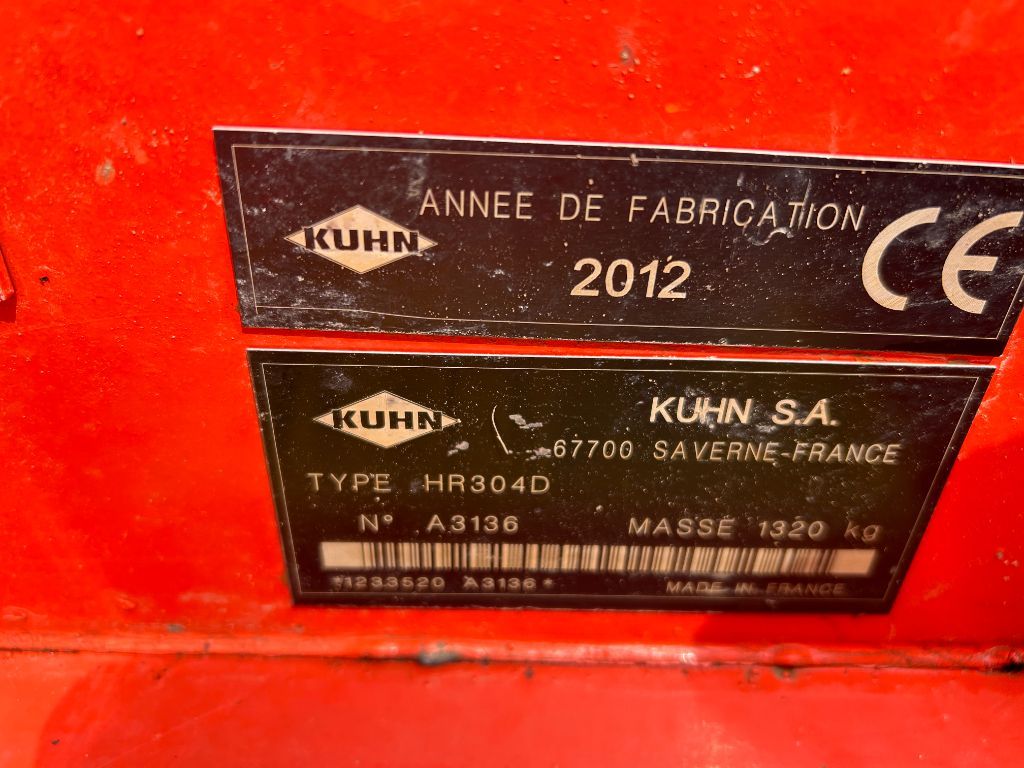 KUHN
ANNEE DE FABRICATION
2012
CE
KUHN
KUHN S.A.
67700 SAVERNE-FRANCE
TYPE HR304D
N° A3136 MASSE 1320 kg
*1233520 A3136*
MADE IN FRANCE